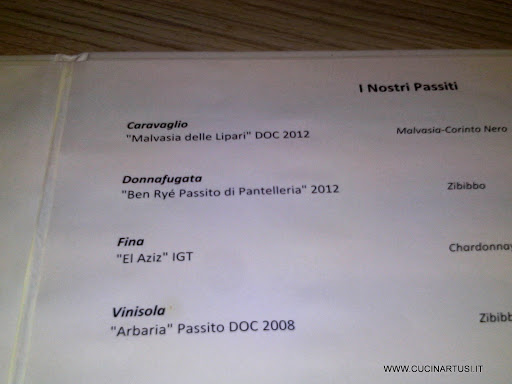 I Nostri Passiti
Caravaglio
"Malvasia delle Lipari" DOC 2012 Malvasia-Corinto Nero
Donnafugata
"Ben Ryé Passito di Pantelleria" 2012 Zibibbo
Fina
"El Aziz" IGT Chardonnay
Vinisola
"Arbaria" Passito DOC 2008 Zibibb
WWW.CUCINARTUSI.IT